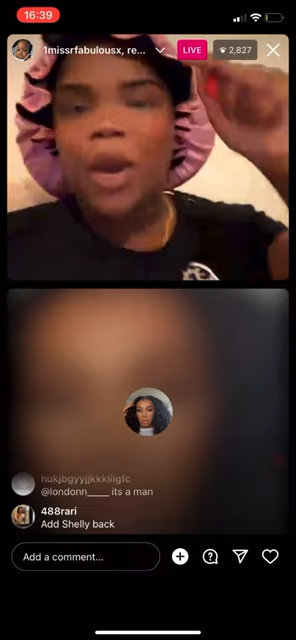 16:39
1missrfabulousx, re...
LIVE
2,827
hukjbgyyjjkkkiiigfc
@londonn____ its a man
488rari
Add Shelly back
Add a comment...